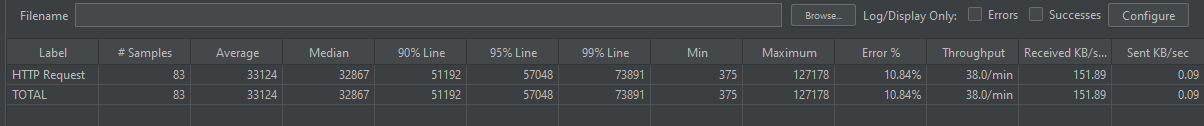 Filename Browse... Log/Display Only: Errors Successes Configure
Label # Samples Average Median 90% Line 95% Line 99% Line Min Maximum Error % Throughput Received KB/s... Sent KB/sec
HTTP Request 83 33124 32867 51192 57048 73891 375 127178 10.84% 38.0/min 151.89 0.09
TOTAL 83 33124 32867 51192 57048 73891 375 127178 10.84% 38.0/min 151.89 0.09